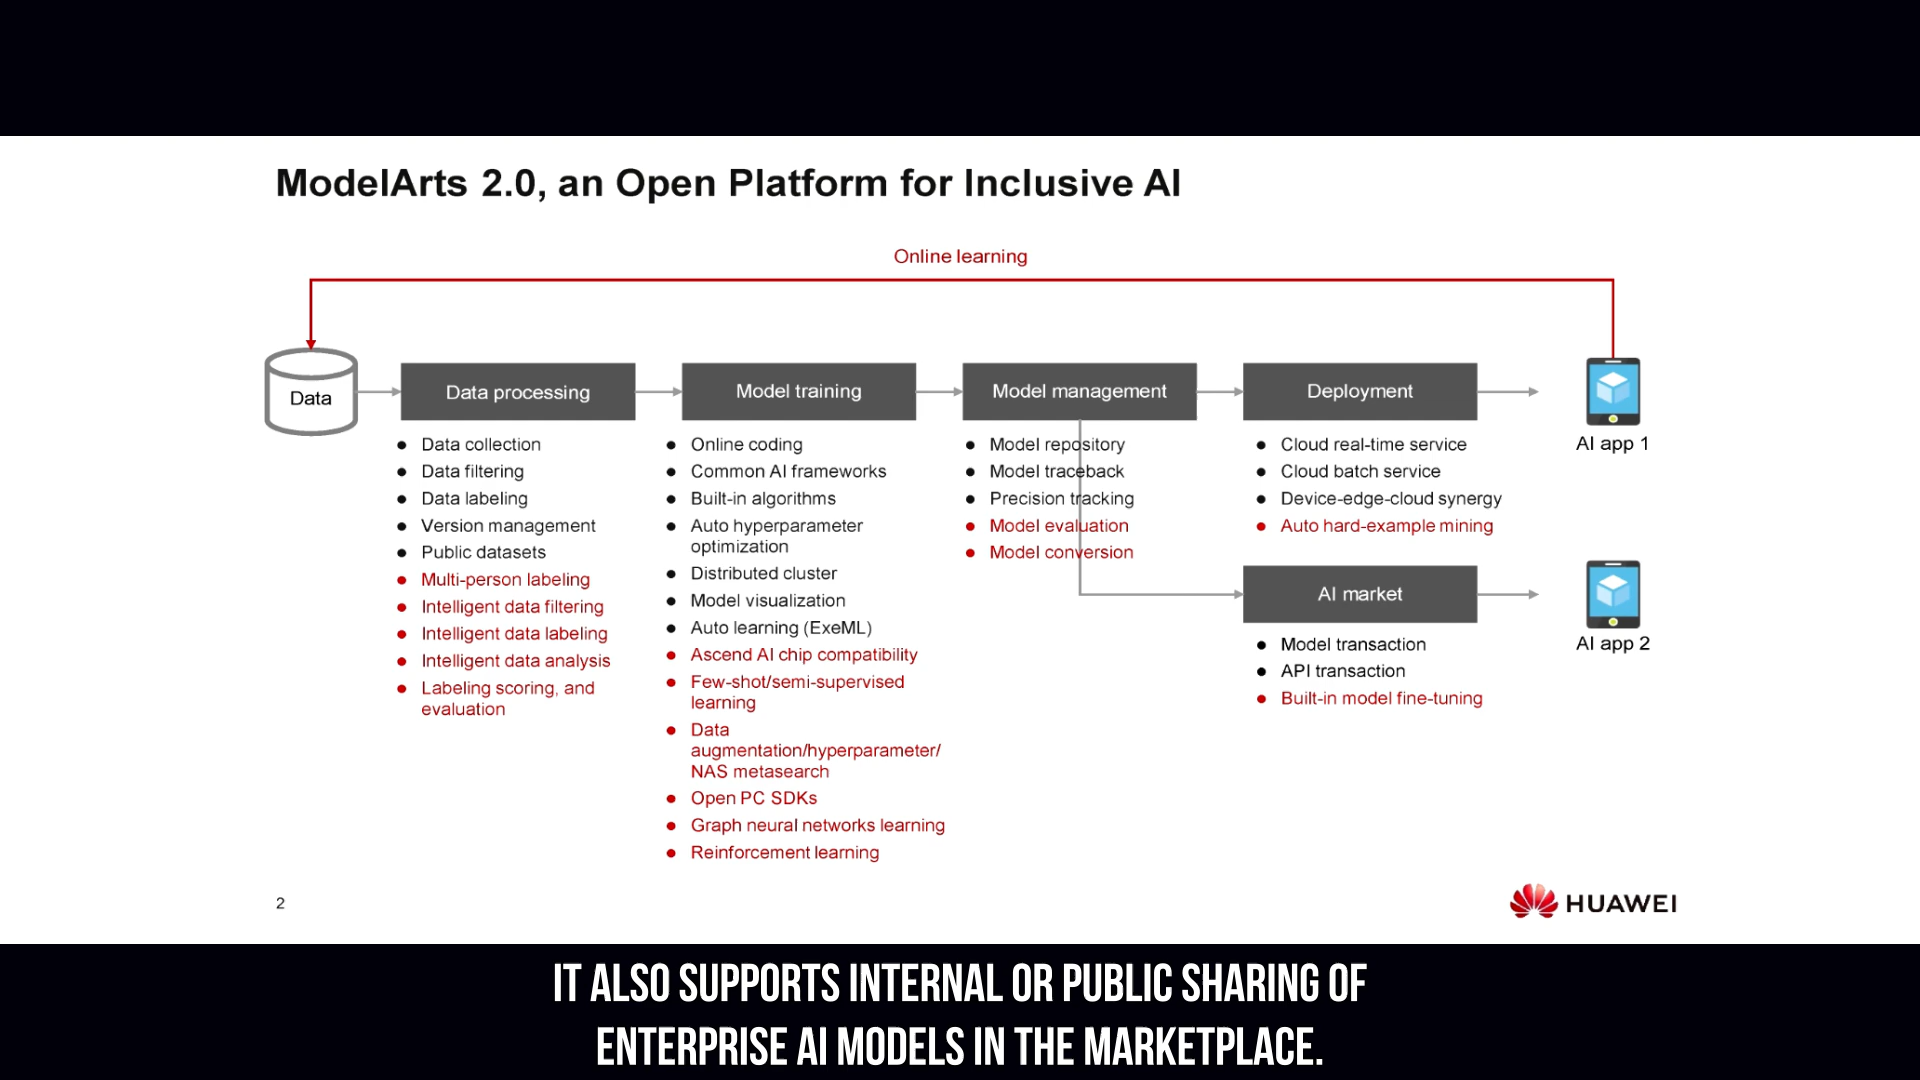 ModelArts 2.0, an Open Platform for Inclusive AI
Online learning
Data
Data processing
Data collection
Data filtering
Data labeling
Version management
Public datasets
Multi-person labeling
Intelligent data filtering
Intelligent data labeling
Intelligent data analysis
Labeling scoring, and
evaluation
Model training
Online coding
Common AI frameworks
Built-in algorithms
Auto hyperparameter
optimization
Distributed cluster
Model visualization
Auto learning (ExeML)
Ascend AI chip compatibility
Few-shot/semi-supervised
learning
Data
augmentation/hyperparameter/
NAS metasearch
Open PC SDKs
Graph neural networks learning
Reinforcement learning
Model management
Model repository
Model traceback
Precision tracking
Model evaluation
Model conversion
Deployment
Cloud real-time service
Cloud batch service
Device-edge-cloud synergy
Auto hard-example mining
AI app 1
AI market
Model transaction
API transaction
Built-in model fine-tuning
AI app 2
2
HUAWEI
IT ALSO SUPPORTS INTERNAL OR PUBLIC SHARING OF
ENTERPRISE AI MODELS IN THE MARKETPLACE.